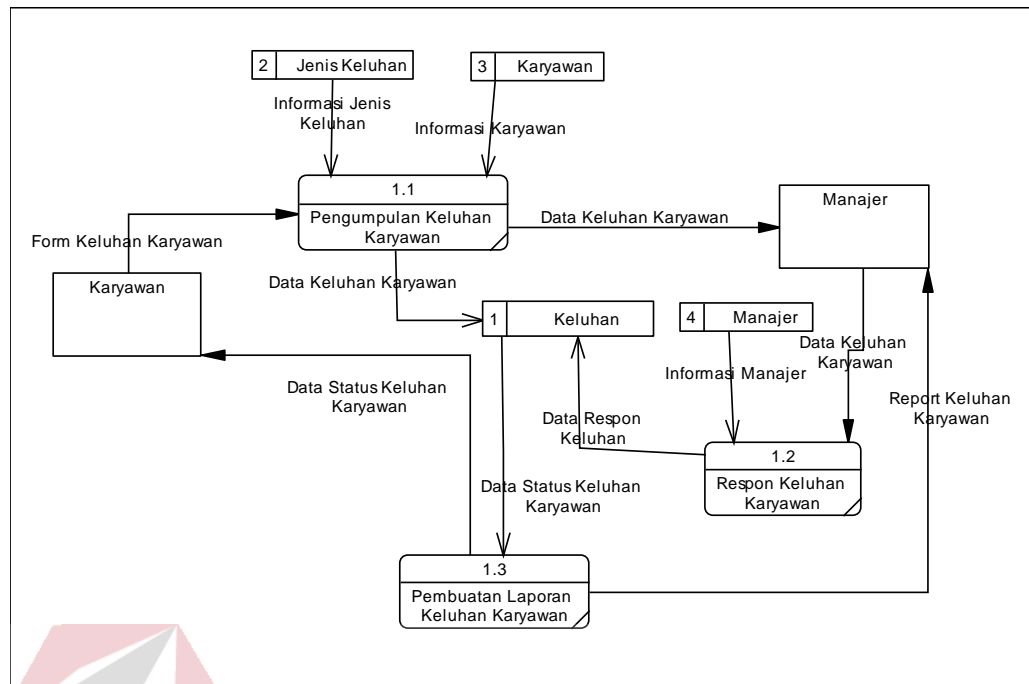 2 Jenis Keluhan
3 Karyawan
Informasi Jenis
Keluhan
Informasi Karyawan
1.1
Pengumpulan Keluhan
Karyawan
Data Keluhan Karyawan
Manajer
Form Keluhan Karyawan
Karyawan
Data Keluhan Karyawan
1 Keluhan
4 Manajer
Data Keluhan
Karyawan
Informasi Manajer
Data Status Keluhan
Karyawan
Report Keluhan
Karyawan
Data Respon
Keluhan
1.2
Respon Keluhan
Karyawan
Data Status Keluhan
Karyawan
1.3
Pembuatan Laporan
Keluhan Karyawan